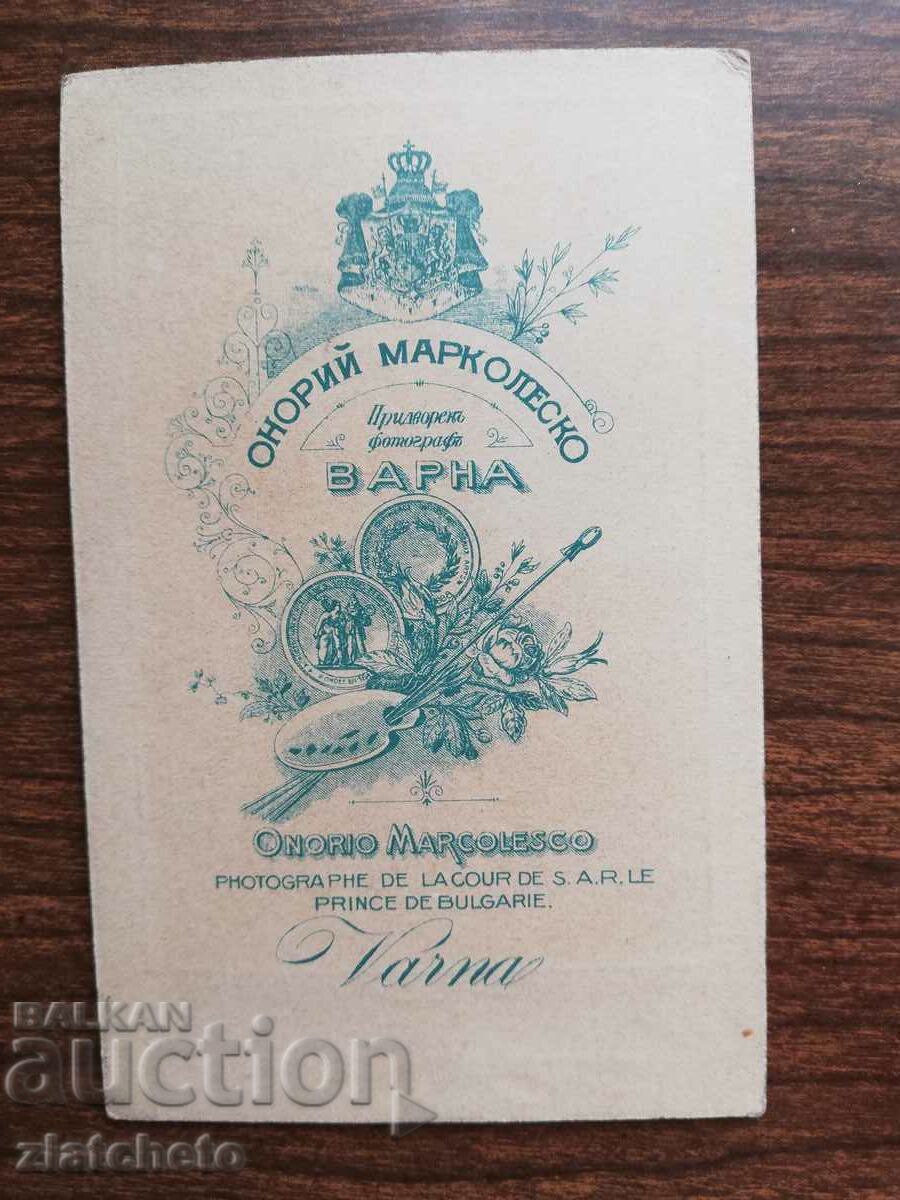 ОНОРИЙ МАРКОЛЕСКО
Придворенъ
фотографъ
ВАРНА
ONORIO MARCOLESCO
PHOTOGRAPHE DE LA COUR DE S.A.R. LE
PRINCE DE BULGARIE.
Varna
BALKAN
auction
zlatcheto